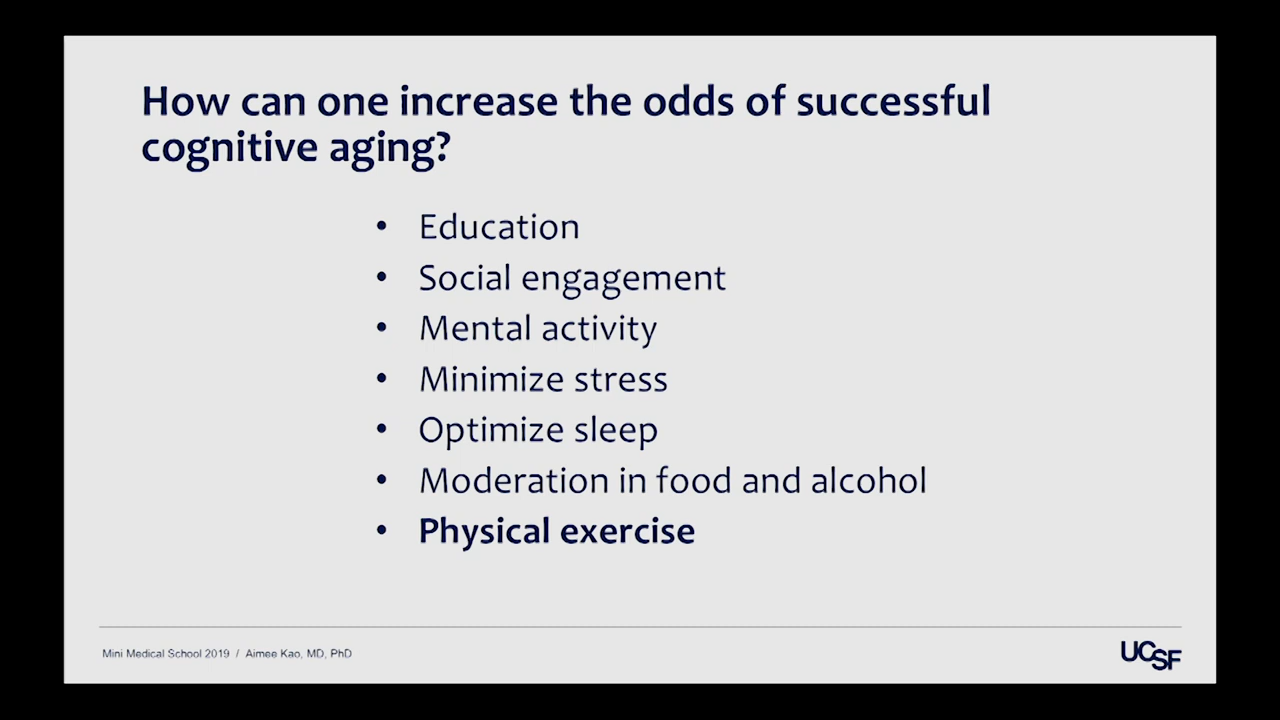 How can one increase the odds of successful
cognitive aging?
• Education
• Social engagement
• Mental activity
• Minimize stress
• Optimize sleep
• Moderation in food and alcohol
• Physical exercise
Mini Medical School 2019 / Aimee Kao, MD, PhD
UCSF